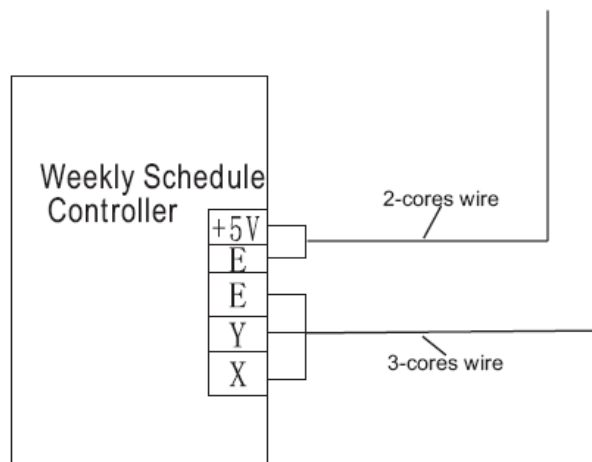 Weekly Schedule
Controller
+5V
E
E
Y
X
2-cores wire
3-cores wire